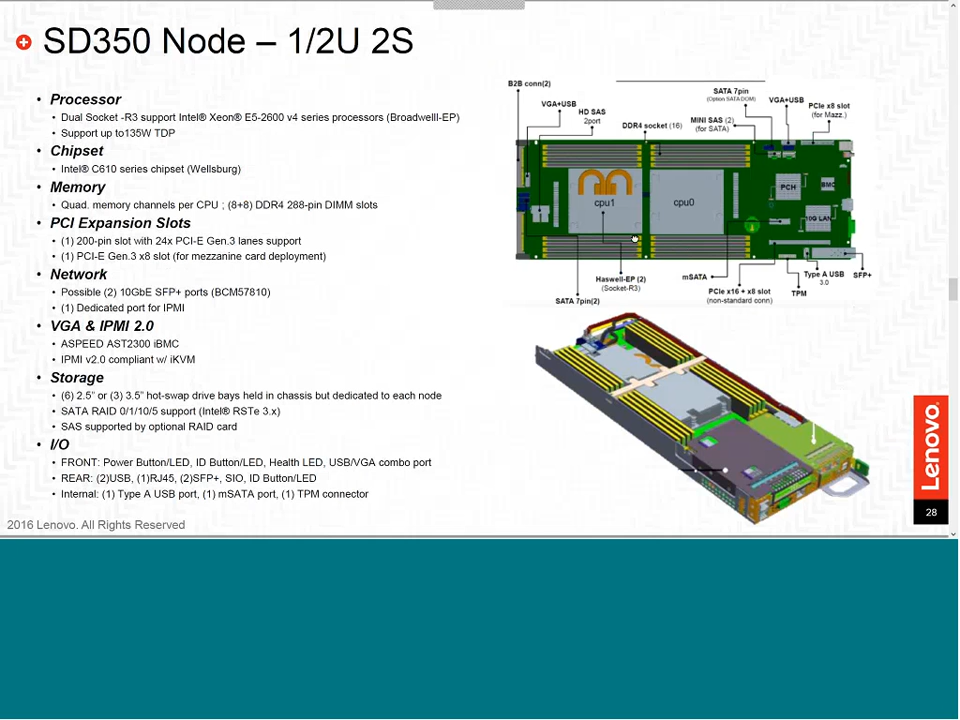 SD350 Node – 1/2U 2S
• Processor
• Dual Socket -R3 support Intel® Xeon® E5-2600 v4 series processors (Broadwelll-EP)
• Support up to135W TDP
• Chipset
• Intel® C610 series chipset (Wellsburg)
• Memory
• Quad. memory channels per CPU ; (8+8) DDR4 288-pin DIMM slots
• PCI Expansion Slots
• (1) 200-pin slot with 24x PCI-E Gen.3 lanes support
• (1) PCI-E Gen.3 x8 slot (for mezzanine card deployment)
• Network
• Possible (2) 10GbE SFP+ ports (BCM57810)
• (1) Dedicated port for IPMI
• VGA & IPMI 2.0
• ASPEED AST2300 iBMC
• IPMI v2.0 compliant w/ iKVM
• Storage
• (6) 2.5” or (3) 3.5” hot-swap drive bays held in chassis but dedicated to each node
• SATA RAID 0/1/10/5 support (Intel® RSTe 3.x)
• SAS supported by optional RAID card
• I/O
• FRONT: Power Button/LED, ID Button/LED, Health LED, USB/VGA combo port
• REAR: (2)USB, (1)RJ45, (2)SFP+, SIO, ID Button/LED
• Internal: (1) Type A USB port, (1) mSATA port, (1) TPM connector
B2B conn(2)
VGA+USB
HD SAS
2port
DDR4 socket (16)
MINI SAS (2)
(for SATA)
SATA 7pin
(Option SATA DOM)
VGA+USB
PCIe x8 slot
(for Mazz.)
cpu1
cpu0
PCH
BMC
10G LAN
SATA 7pin(2)
Haswell-EP (2)
(Socket-R3)
mSATA
PCIe x16 + x8 slot
(non-standard conn)
TPM
Type A USB
3.0
SFP+
Lenovo.
28
2016 Lenovo. All Rights Reserved